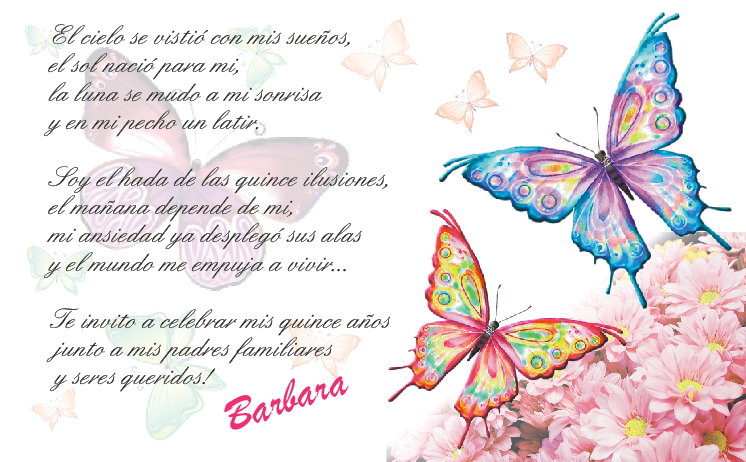 El cielo se vistió con mis sueños,
el sol nació para mi,
la luna se mudo a mi sonrisa
y en mi pecho un latir.
Soy el hada de las quince ilusiones,
el mañana depende de mi,
mi ansiedad ya desplegó sus alas
y el mundo me empuja a vivir...
Te invito a celebrar mis quince años
junto a mis padres familiares
y seres queridos!
Barbara